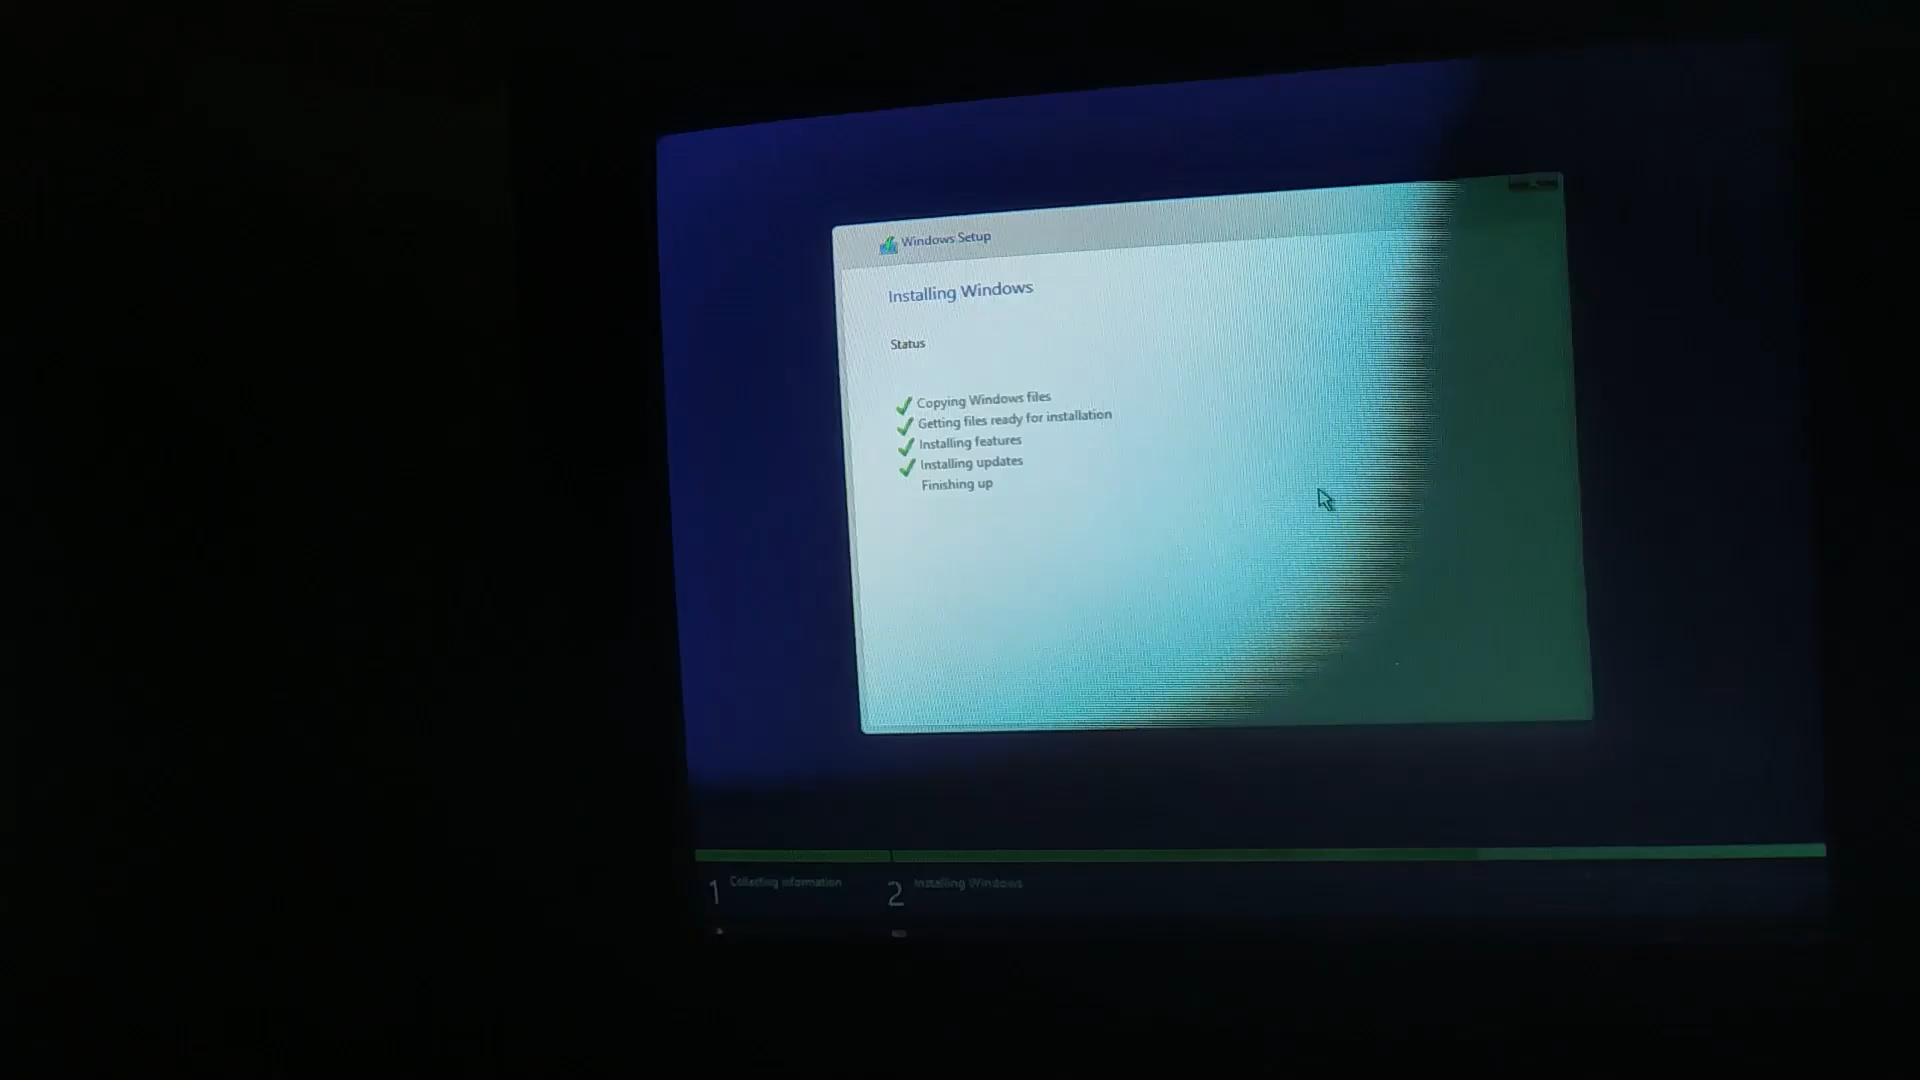 Windows Setup
Installing Windows
Status
Copying Windows files
Getting files ready for installation
Installing features
Installing updates
Finishing up
1 Collecting information
2 Installing Windows